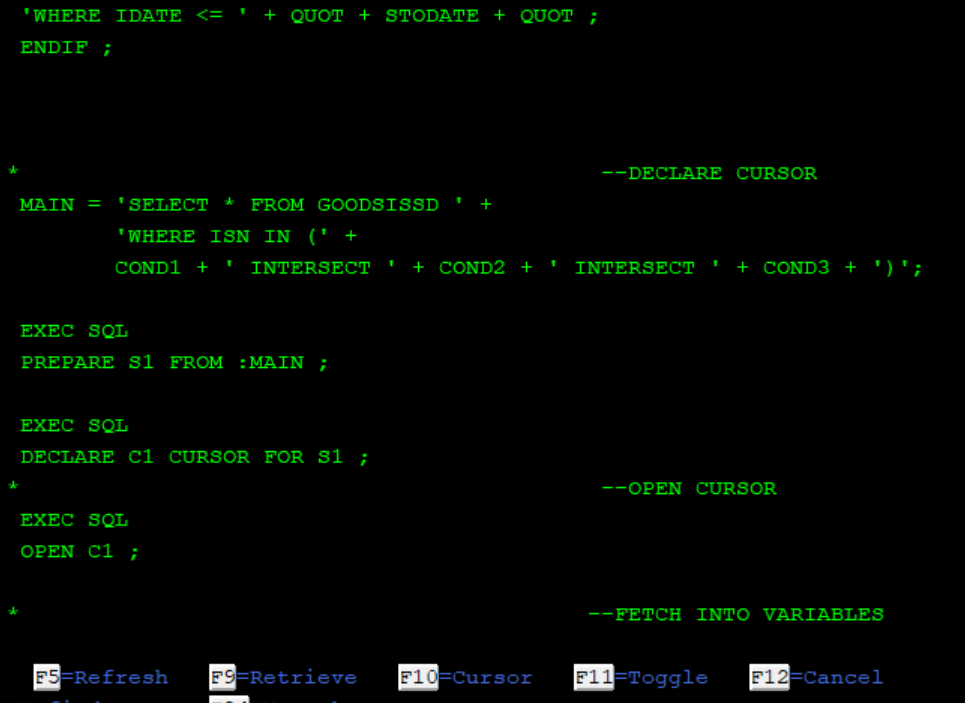 'WHERE IDATE <= ' + QUOT + STODATE + QUOT ;
ENDIF ;
* --DECLARE CURSOR
MAIN = 'SELECT * FROM GOODSISSD ' +
'WHERE ISN IN (' +
COND1 + ' INTERSECT ' + COND2 + ' INTERSECT ' + COND3 + ')';
EXEC SQL
PREPARE S1 FROM :MAIN ;
EXEC SQL
DECLARE C1 CURSOR FOR S1 ;
* --OPEN CURSOR
EXEC SQL
OPEN C1 ;
* --FETCH INTO VARIABLES
F5=Refresh F9=Retrieve F10=Cursor F11=Toggle F12=Cancel